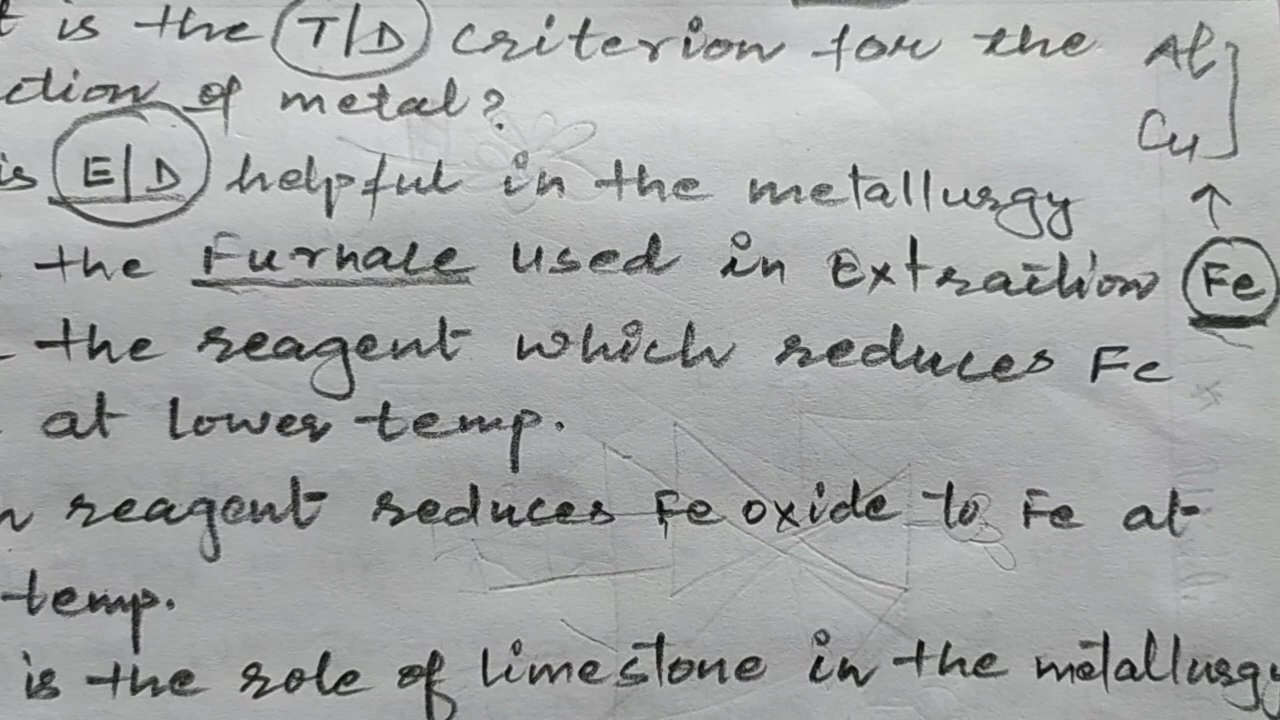 t is the T/D criterion for the Al
ction of metal? Cu
is E/D helpful in the metallurgy
the Furnace used in Extraction Fe
the reagent which reduces Fe
at lower temp.
reagent reduces Fe oxide to Fe at
temp.
is the role of limestone in the metallurgy